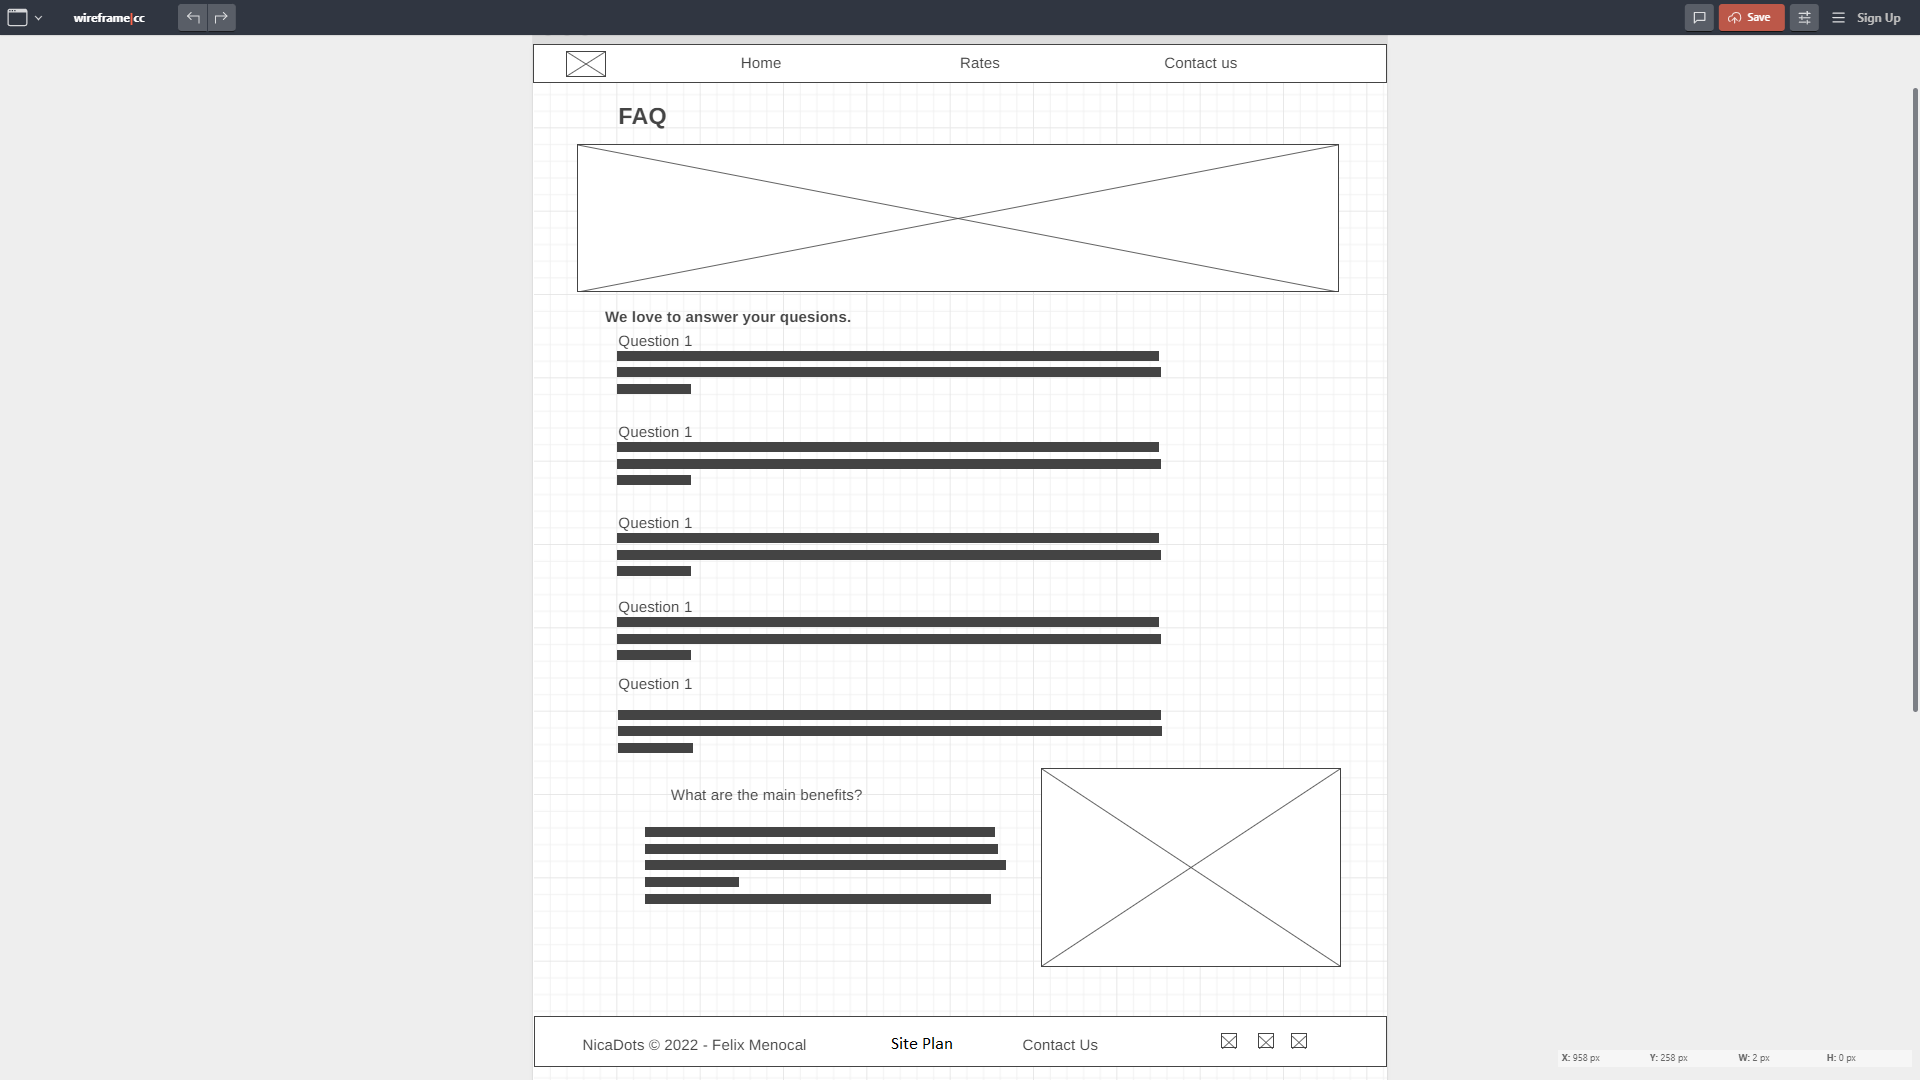 wireframe|cc
Save
Sign Up
Home Rates Contact us
FAQ
We love to answer your quesions.
Question 1
Question 1
Question 1
Question 1
Question 1
What are the main benefits?
NicaDots © 2022 - Felix Menocal Site Plan Contact Us
X: 958 px Y: 258 px W: 2 px H: 0 px